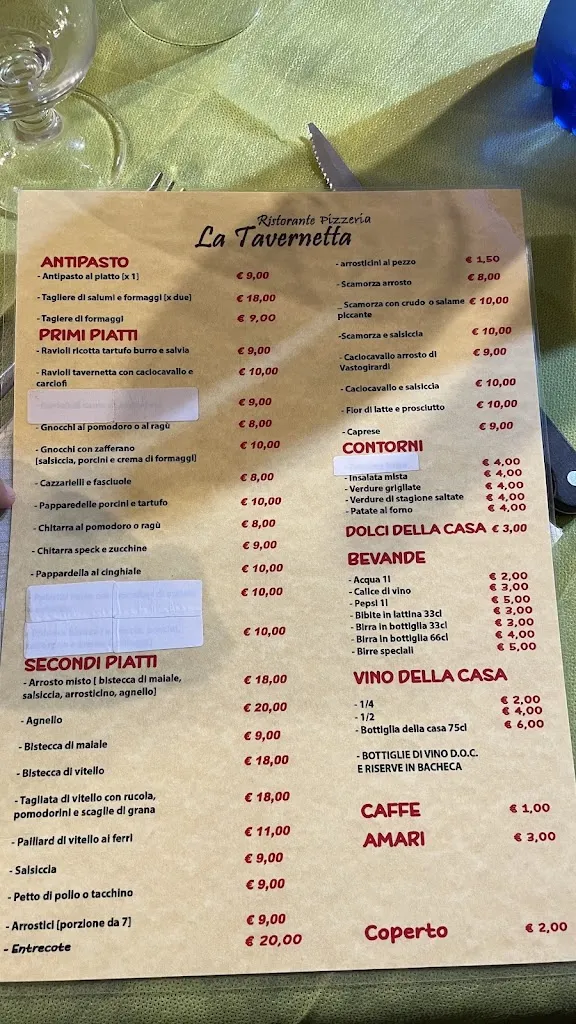 Ristorante Pizzeria
La Tavernetta
ANTIPASTO
- Antipasto al piatto [x 1] € 9,00
- Tagliere di salumi e formaggi [x due] € 18,00
- Tagiere di formaggi € 9,00
PRIMI PIATTI
- Ravioli ricotta tartufo burro e salvia € 9,00
- Ravioli tavernetta con caciocavallo e € 10,00
carciofi
€ 9,00
- Gnocchi al pomodoro o al ragù € 8,00
- Gnocchi con zafferano € 10,00
[salsiccia, porcini e crema di formaggi]
- Cazzarielli e fasciuole € 8,00
- Papparedelle porcini e tartufo € 10,00
- Chitarra al pomodoro o ragù € 8,00
- Chitarra speck e zucchine € 9,00
- Pappardella al cinghiale € 10,00
€ 10,00
€ 10,00
SECONDI PIATTI
- Arrosto misto [ bistecca di maiale, € 18,00
salsiccia, arrosticino, agnello]
- Agnello € 20,00
- Bistecca di maiale € 9,00
- Bistecca di vitello € 18,00
- Tagliata di vitello con rucola, € 18,00
pomodorini e scaglie di grana
- Palliard di vitello ai ferri € 11,00
- Salsiccia € 9,00
- Petto di pollo o tacchino € 9,00
- Arrostici [porzione da 7] € 9,00
- Entrecote € 20,00
- arrosticini al pezzo € 1,50
- Scamorza arrosto € 8,00
_ Scamorza con crudo o salame € 10,00
piccante
-Scamorza e salsiccia € 10,00
- Caciocavallo arrosto di € 9,00
Vastogirardi
- Caciocavallo e salsiccia € 10,00
- Fior di latte e prosciutto € 10,00
- Caprese € 9,00
CONTORNI
€ 4,00
- Insalata mista € 4,00
- Verdure grigliate € 4,00
- Verdure di stagione saltate € 4,00
- Patate al forno € 4,00
DOLCI DELLA CASA € 3,00
BEVANDE
- Acqua 1l € 2,00
- Calice di vino € 3,00
- Pepsi 1l € 5,00
- Bibite in lattina 33cl € 3,00
- Birra in bottiglia 33cl € 3,00
- Birra in bottiglia 66cl € 4,00
- Birre speciali € 5,00
VINO DELLA CASA
- 1/4 € 2,00
- 1/2 € 4,00
- Bottiglia della casa 75cl € 6,00
- BOTTIGLIE DI VINO D.O.C.
E RISERVE IN BACHECA
CAFFE € 1,00
AMARI € 3,00
Coperto € 2,00